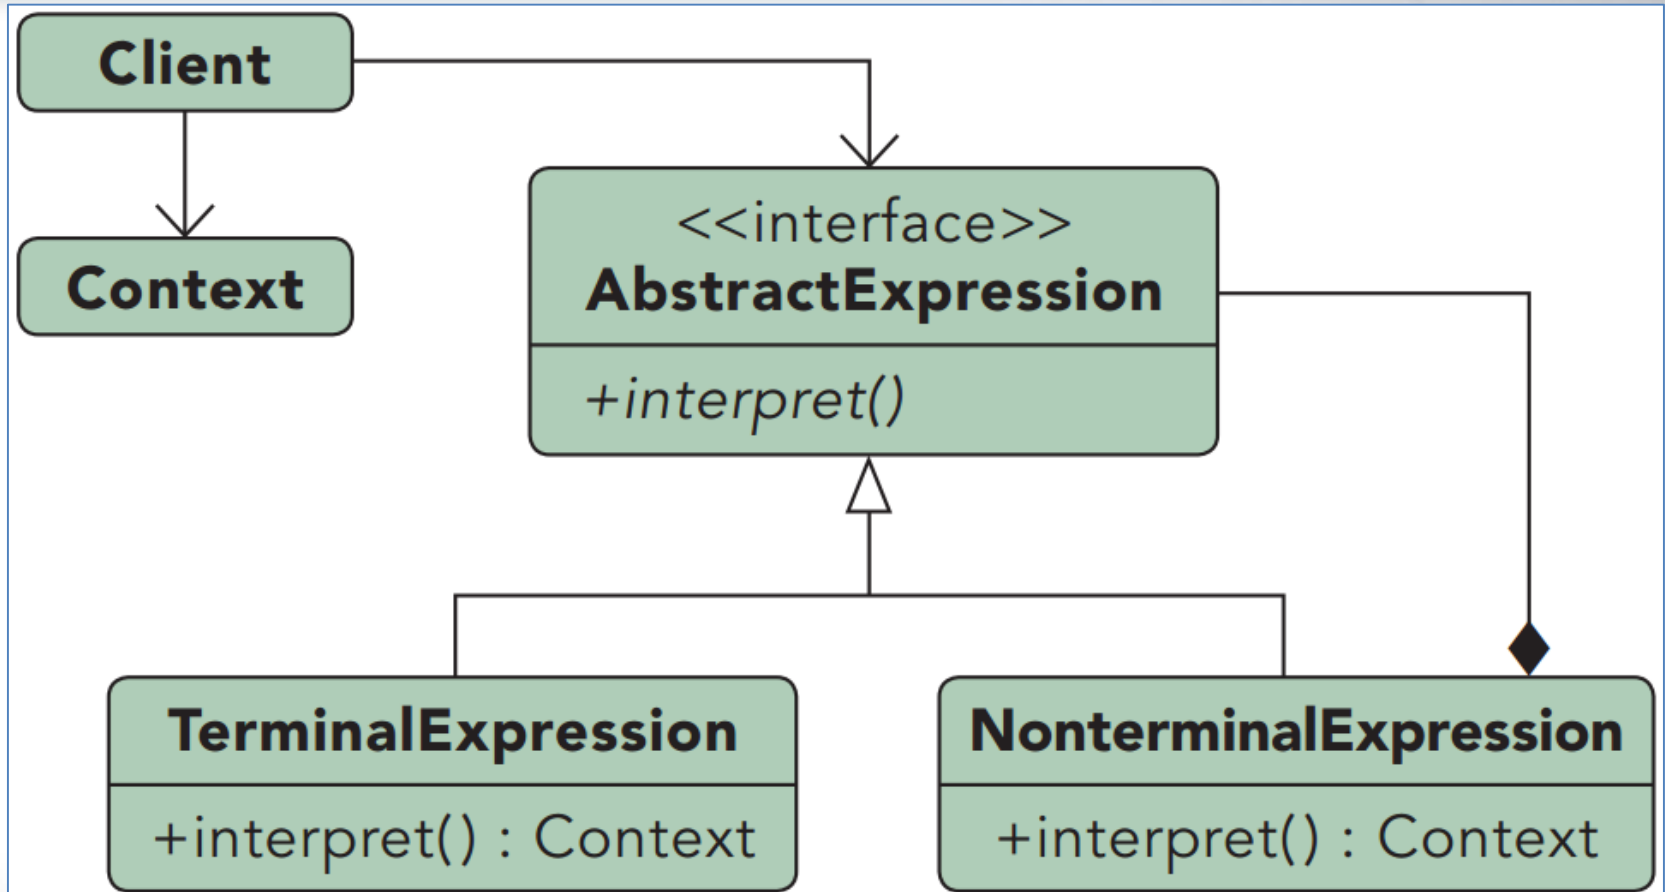 Client
Context
<<interface>>
AbstractExpression
+interpret()
TerminalExpression
+interpret() : Context
NonterminalExpression
+interpret() : Context